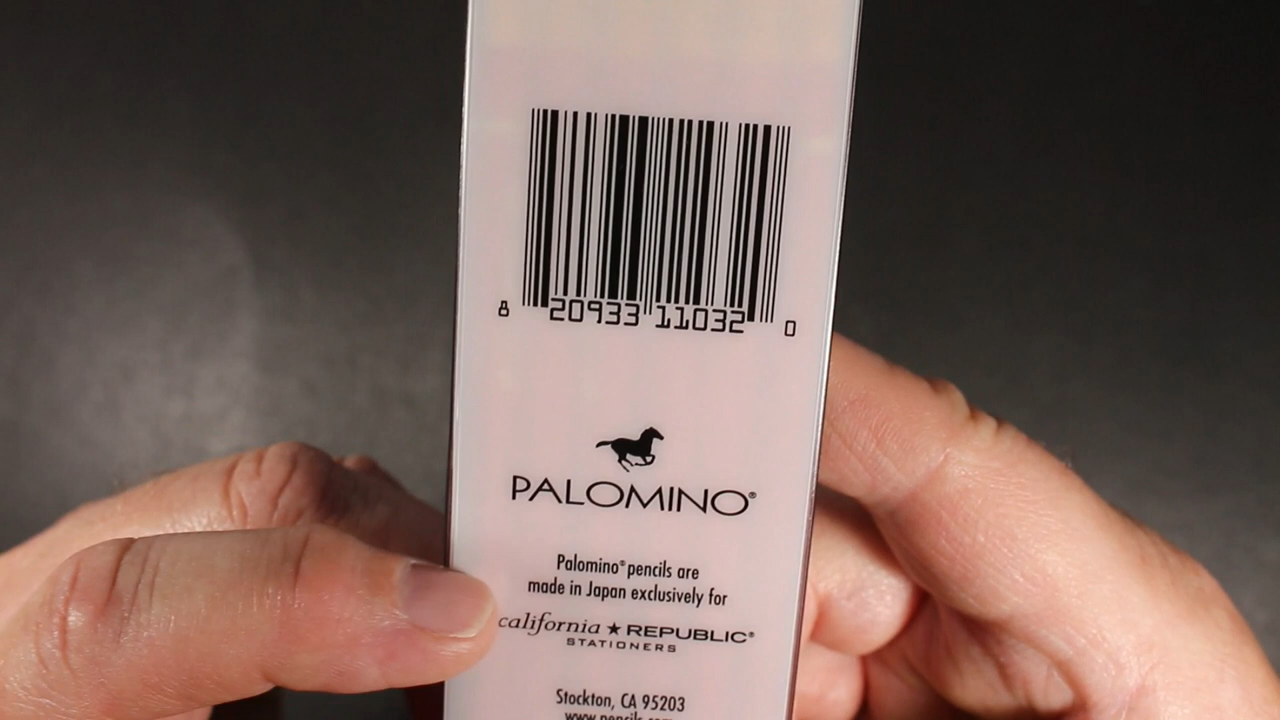 8 20933 11032 0
PALOMINO®
Palomino® pencils are
made in Japan exclusively for
california ★ REPUBLIC®
STATIONERS
Stockton, CA 95203
www.pencils.com